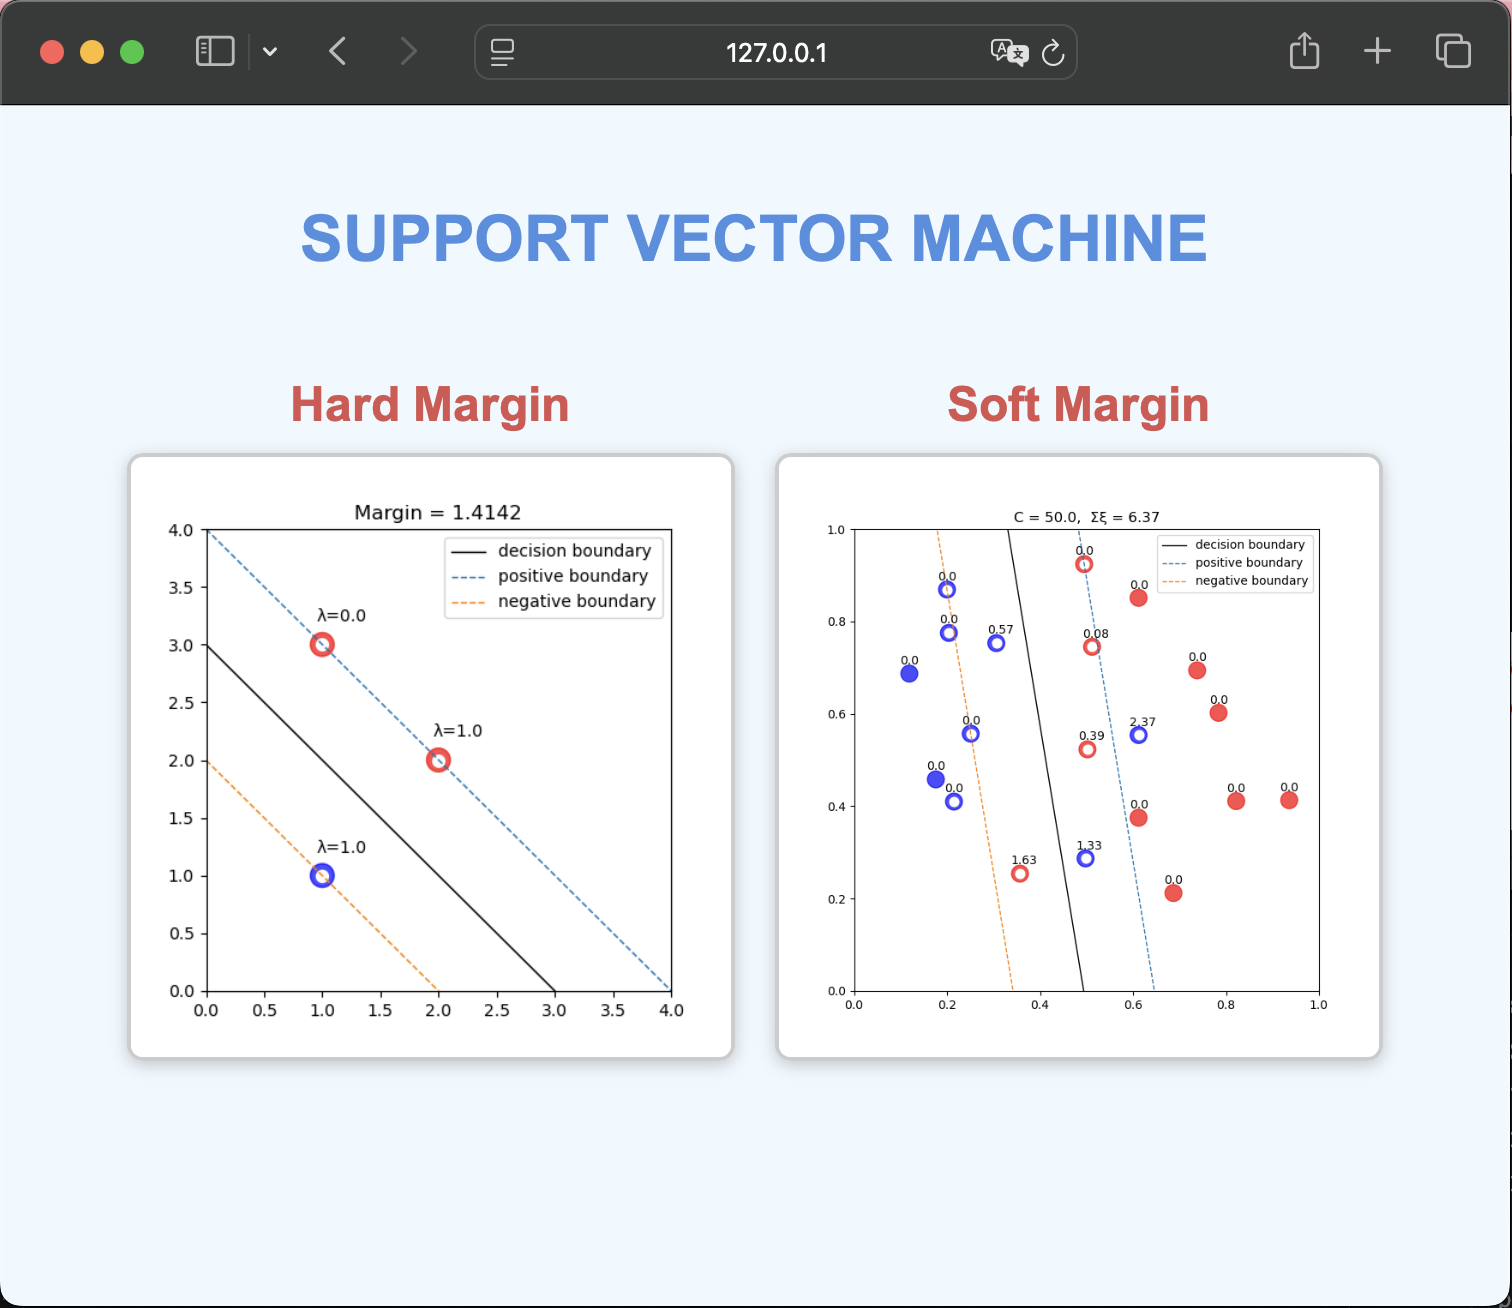 127.0.0.1
SUPPORT VECTOR MACHINE
Hard Margin
Margin = 1.4142
decision boundary
positive boundary
negative boundary
λ=0.0
λ=1.0
λ=1.0
4.0
3.5
3.0
2.5
2.0
1.5
1.0
0.5
0.0
0.0 0.5 1.0 1.5 2.0 2.5 3.0 3.5 4.0
Soft Margin
C = 50.0, Σξ = 6.37
decision boundary
positive boundary
negative boundary
0.0
0.0
0.0
0.0 0.57 0.08
0.0 0.0
0.0
0.0 2.37
0.39
0.0
0.0 0.0 0.0
0.0
1.33
1.63
0.0
1.0
0.8
0.6
0.4
0.2
0.0
0.0 0.2 0.4 0.6 0.8 1.0